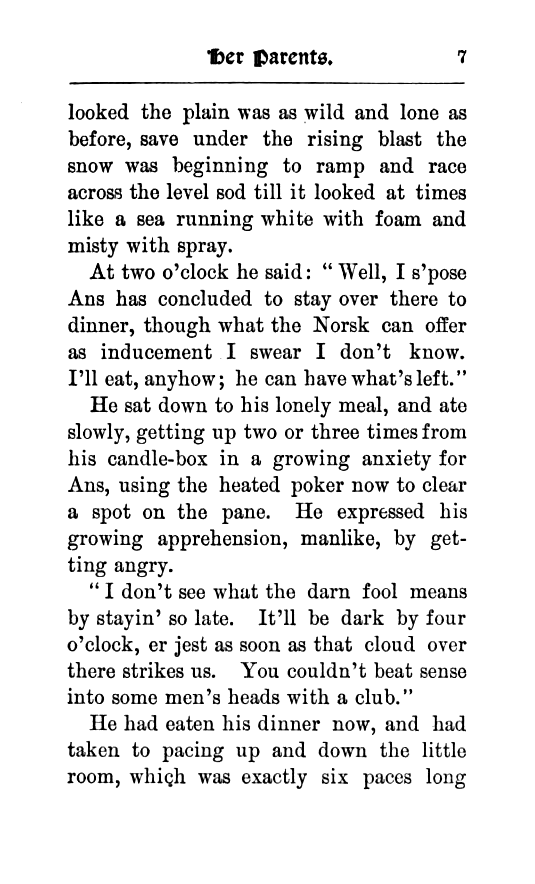 Her Parents. 7
looked the plain was as wild and lone as
before, save under the rising blast the
snow was beginning to ramp and race
across the level sod till it looked at times
like a sea running white with foam and
misty with spray.
At two o'clock he said: "Well, I s'pose
Ans has concluded to stay over there to
dinner, though what the Norsk can offer
as inducement I swear I don't know.
I'll eat, anyhow; he can have what's left."
He sat down to his lonely meal, and ate
slowly, getting up two or three times from
his candle-box in a growing anxiety for
Ans, using the heated poker now to clear
a spot on the pane. He expressed his
growing apprehension, manlike, by get-
ting angry.
"I don't see what the darn fool means
by stayin' so late. It'll be dark by four
o'clock, er jest as soon as that cloud over
there strikes us. You couldn't beat sense
into some men's heads with a club."
He had eaten his dinner now, and had
taken to pacing up and down the little
room, which was exactly six paces long